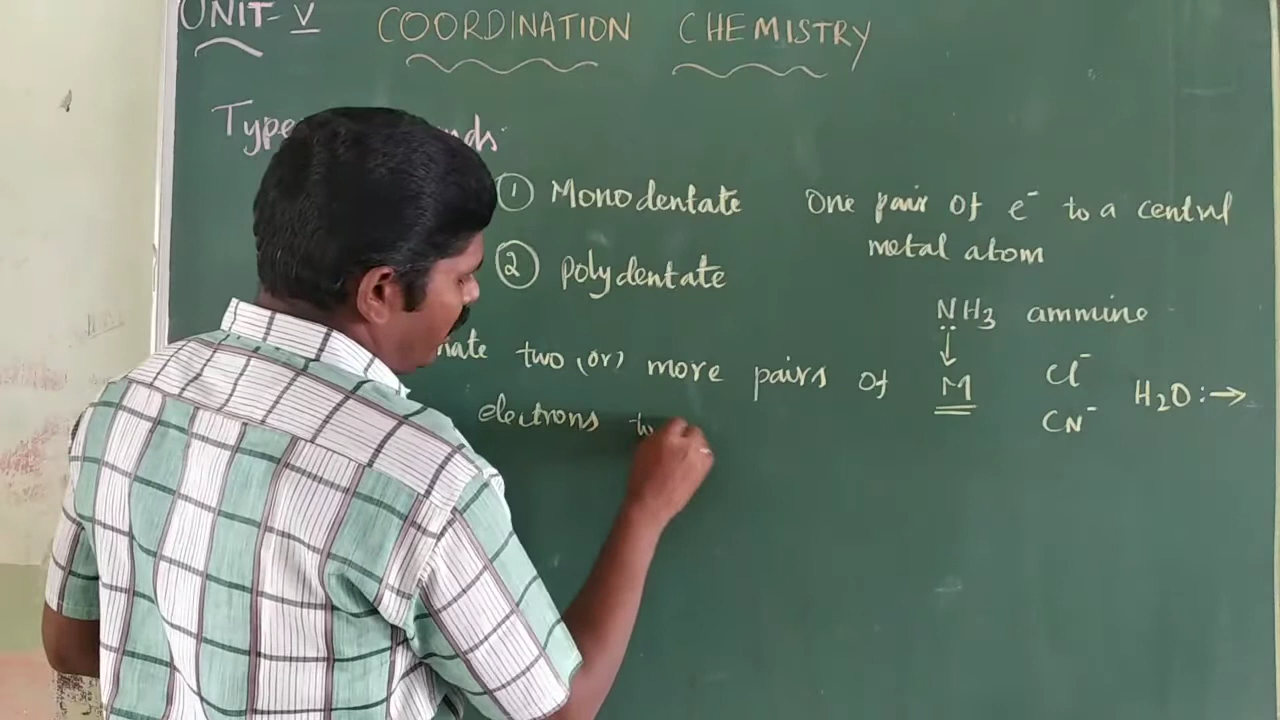 UNIT-V COORDINATION CHEMISTRY
① Monodentate One pair of e⁻ to a central
metal atom
② polydentate
NH₃ ammine
two (or) more pairs of
M Cl⁻ H₂O:→
CN⁻
electrons